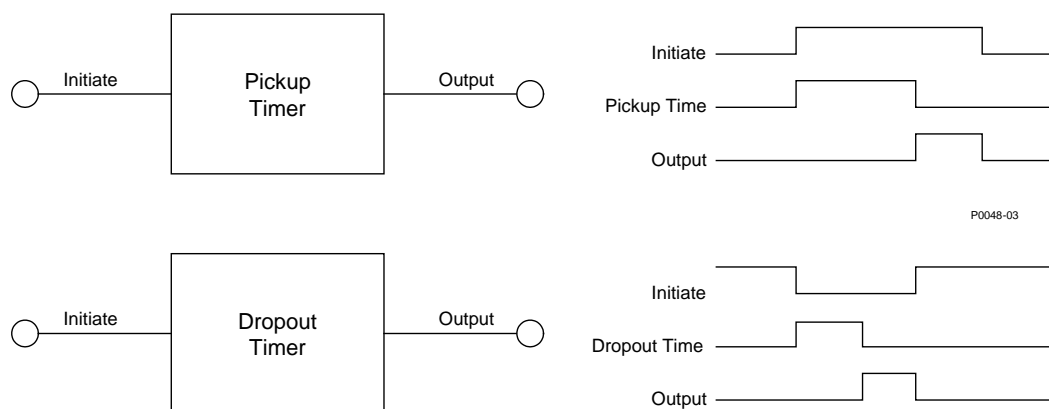 Initiate
Pickup
Timer
Output
Initiate
Pickup Time
Output
P0048-03
Initiate
Dropout
Timer
Output
Initiate
Dropout Time
Output